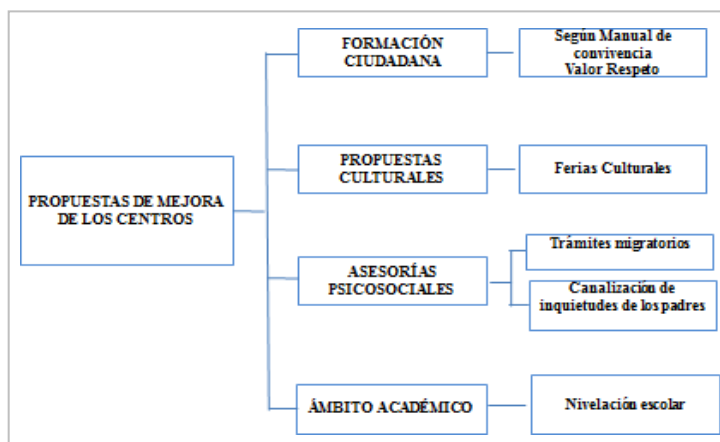 PROPUESTAS DE MEJORA
DE LOS CENTROS
FORMACIÓN
CIUDADANA
Según Manual de
convivencia
Valor Respeto
PROPUESTAS
CULTURALES
Ferias Culturales
ASESORÍAS
PSICOSOCIALES
Trámites migratorios
Canalización de
inquietudes de los padres
ÁMBITO ACADÉMICO
Nivelación escolar